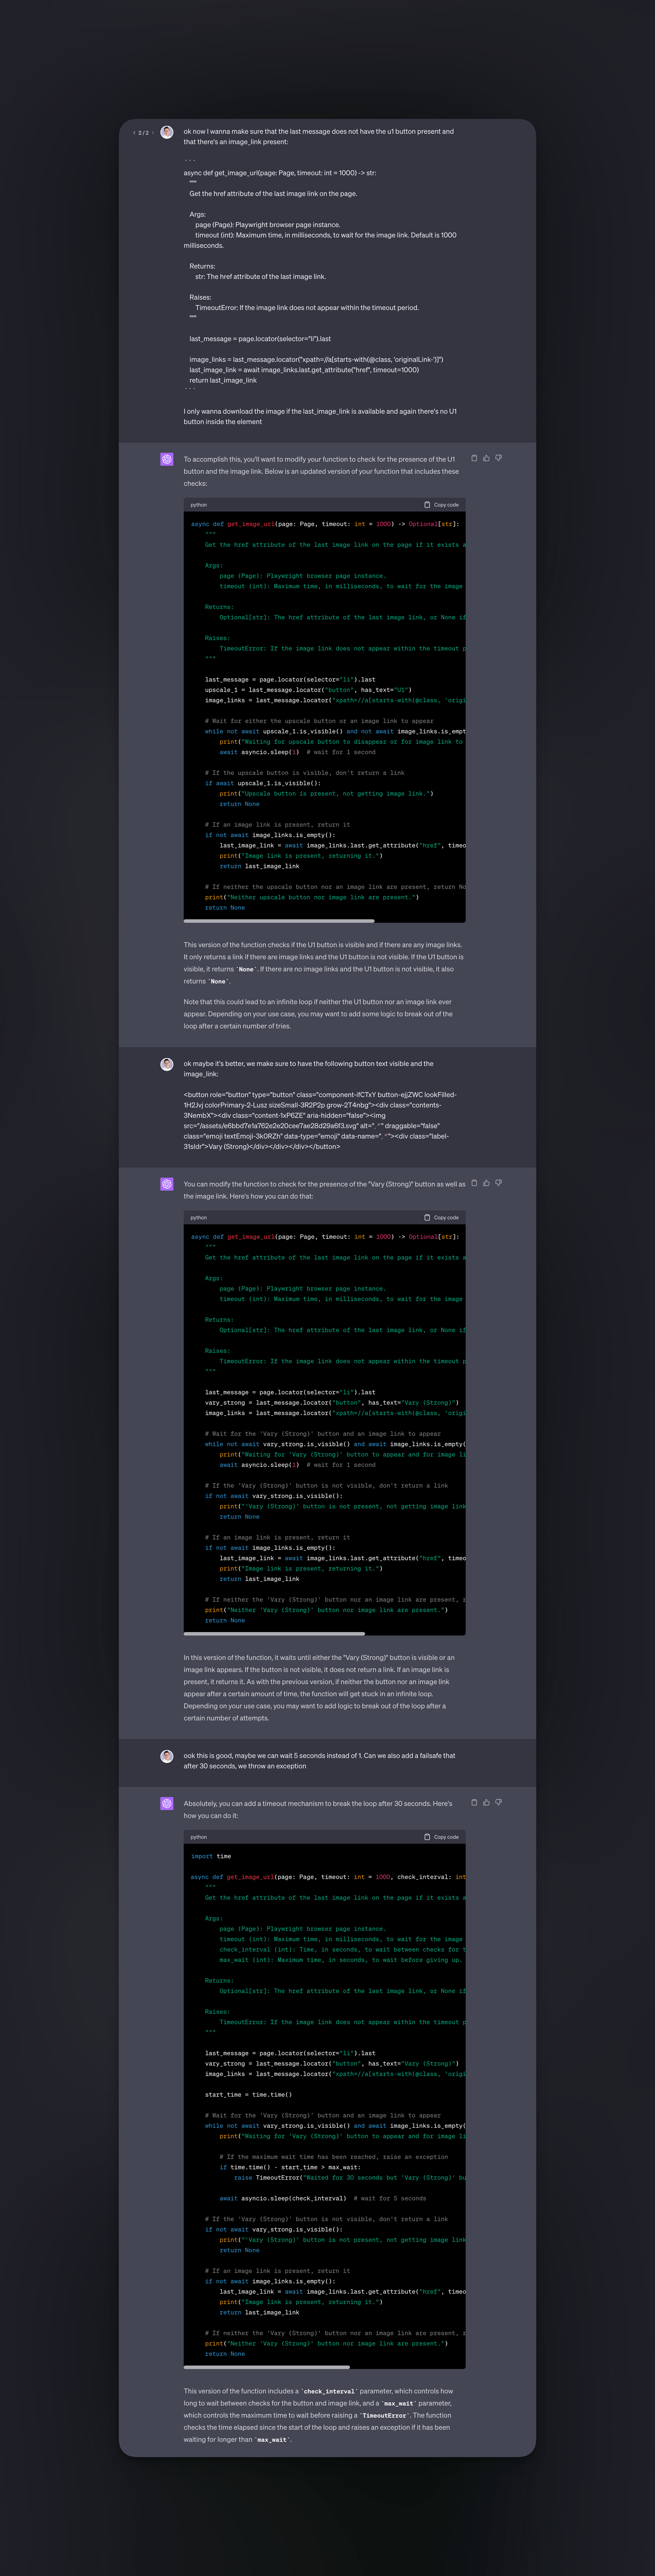 2 / 2
ok now I wanna make sure that the last message does not have the u1 button present and
that there's an image_link present:
```
async def get_image_url(page: Page, timeout: int = 1000) -> str:
"""
Get the href attribute of the last image link on the page.
Args:
page (Page): Playwright browser page instance.
timeout (int): Maximum time, in milliseconds, to wait for the image link. Default is 1000
milliseconds.
Returns:
str: The href attribute of the last image link.
Raises:
TimeoutError: If the image link does not appear within the timeout period.
"""
last_message = page.locator(selector="li").last
image_links = last_message.locator("xpath=//a[starts-with(@class, 'originalLink-')]")
last_image_link = await image_links.last.get_attribute("href", timeout=1000)
return last_image_link
```
I only wanna download the image if the last_image_link is available and again there's no U1
button inside the element
To accomplish this, you'll want to modify your function to check for the presence of the U1
button and the image link. Below is an updated version of your function that includes these
checks:
python Copy code
async def get_image_url(page: Page, timeout: int = 1000) -> Optional[str]:
"""
Get the href attribute of the last image link on the page if it exists a
Args:
page (Page): Playwright browser page instance.
timeout (int): Maximum time, in milliseconds, to wait for the image
Returns:
Optional[str]: The href attribute of the last image link, or None if
Raises:
TimeoutError: If the image link does not appear within the timeout p
"""
last_message = page.locator(selector="li").last
upscale_1 = last_message.locator("button", has_text="U1")
image_links = last_message.locator("xpath=//a[starts-with(@class, 'origi
# Wait for either the upscale button or an image link to appear
while not await upscale_1.is_visible() and not await image_links.is_empt
print("Waiting for upscale button to disappear or for image link to
await asyncio.sleep(1)  # wait for 1 second
# If the upscale button is visible, don't return a link
if await upscale_1.is_visible():
print("Upscale button is present, not getting image link.")
return None
# If an image link is present, return it
if not await image_links.is_empty():
last_image_link = await image_links.last.get_attribute("href", timeo
print("Image link is present, returning it.")
return last_image_link
# If neither the upscale button nor an image link are present, return No
print("Neither upscale button nor image link are present.")
return None
This version of the function checks if the U1 button is visible and if there are any image links.
It only returns a link if there are image links and the U1 button is not visible. If the U1 button is
visible, it returns `None`. If there are no image links and the U1 button is not visible, it also
returns `None`.
Note that this could lead to an infinite loop if neither the U1 button nor an image link ever
appear. Depending on your use case, you may want to add some logic to break out of the
loop after a certain number of tries.
ok maybe it's better, we make sure to have the following button text visible and the
image_link:
<button role="button" type="button" class="component-ifCTxY button-ejjZWC lookFilled-
1H2Jvj colorPrimary-2-Lusz sizeSmall-3R2P2p grow-2T4nbg"><div class="contents-
3NembX"><div class="content-1xP6ZE" aria-hidden="false"><img
src="/assets/e6bbd7e1a762e2e20cee7ae28d29a6f3.svg" alt="🪄" draggable="false"
class="emoji textEmoji-3k0RZh" data-type="emoji" data-name="🪄"><div class="label-
31sIdr">Vary (Strong)</div></div></div></button>
You can modify the function to check for the presence of the "Vary (Strong)" button as well as
the image link. Here's how you can do that:
python Copy code
async def get_image_url(page: Page, timeout: int = 1000) -> Optional[str]:
"""
Get the href attribute of the last image link on the page if it exists a
Args:
page (Page): Playwright browser page instance.
timeout (int): Maximum time, in milliseconds, to wait for the image
Returns:
Optional[str]: The href attribute of the last image link, or None if
Raises:
TimeoutError: If the image link does not appear within the timeout p
"""
last_message = page.locator(selector="li").last
vary_strong = last_message.locator("button", has_text="Vary (Strong)")
image_links = last_message.locator("xpath=//a[starts-with(@class, 'origi
# Wait for the 'Vary (Strong)' button and an image link to appear
while not await vary_strong.is_visible() and await image_links.is_empty(
print("Waiting for 'Vary (Strong)' button to appear and for image li
await asyncio.sleep(1)  # wait for 1 second
# If the 'Vary (Strong)' button is not visible, don't return a link
if not await vary_strong.is_visible():
print("'Vary (Strong)' button is not present, not getting image link
return None
# If an image link is present, return it
if not await image_links.is_empty():
last_image_link = await image_links.last.get_attribute("href", timeo
print("Image link is present, returning it.")
return last_image_link
# If neither the 'Vary (Strong)' button nor an image link are present, r
print("Neither 'Vary (Strong)' button nor image link are present.")
return None
In this version of the function, it waits until either the "Vary (Strong)" button is visible or an
image link appears. If the button is not visible, it does not return a link. If an image link is
present, it returns it. As with the previous version, if neither the button nor an image link
appear after a certain amount of time, the function will get stuck in an infinite loop.
Depending on your use case, you may want to add logic to break out of the loop after a
certain number of attempts.
ook this is good, maybe we can wait 5 seconds instead of 1. Can we also add a failsafe that
after 30 seconds, we throw an exception
Absolutely, you can add a timeout mechanism to break the loop after 30 seconds. Here's
how you can do it:
python Copy code
import time
async def get_image_url(page: Page, timeout: int = 1000, check_interval: int
"""
Get the href attribute of the last image link on the page if it exists a
Args:
page (Page): Playwright browser page instance.
timeout (int): Maximum time, in milliseconds, to wait for the image
check_interval (int): Time, in seconds, to wait between checks for t
max_wait (int): Maximum time, in seconds, to wait before giving up.
Returns:
Optional[str]: The href attribute of the last image link, or None if
Raises:
TimeoutError: If the image link does not appear within the timeout p
"""
last_message = page.locator(selector="li").last
vary_strong = last_message.locator("button", has_text="Vary (Strong)")
image_links = last_message.locator("xpath=//a[starts-with(@class, 'origi
start_time = time.time()
# Wait for the 'Vary (Strong)' button and an image link to appear
while not await vary_strong.is_visible() and await image_links.is_empty(
print("Waiting for 'Vary (Strong)' button to appear and for image li
# If the maximum wait time has been reached, raise an exception
if time.time() - start_time > max_wait:
raise TimeoutError("Waited for 30 seconds but 'Vary (Strong)' bu
await asyncio.sleep(check_interval)  # wait for 5 seconds
# If the 'Vary (Strong)' button is not visible, don't return a link
if not await vary_strong.is_visible():
print("'Vary (Strong)' button is not present, not getting image link
return None
# If an image link is present, return it
if not await image_links.is_empty():
last_image_link = await image_links.last.get_attribute("href", timeo
print("Image link is present, returning it.")
return last_image_link
# If neither the 'Vary (Strong)' button nor an image link are present, r
print("Neither 'Vary (Strong)' button nor image link are present.")
return None
This version of the function includes a `check_interval` parameter, which controls how
long to wait between checks for the button and image link, and a `max_wait` parameter,
which controls the maximum time to wait before raising a `TimeoutError`. The function
checks the time elapsed since the start of the loop and raises an exception if it has been
waiting for longer than `max_wait`.